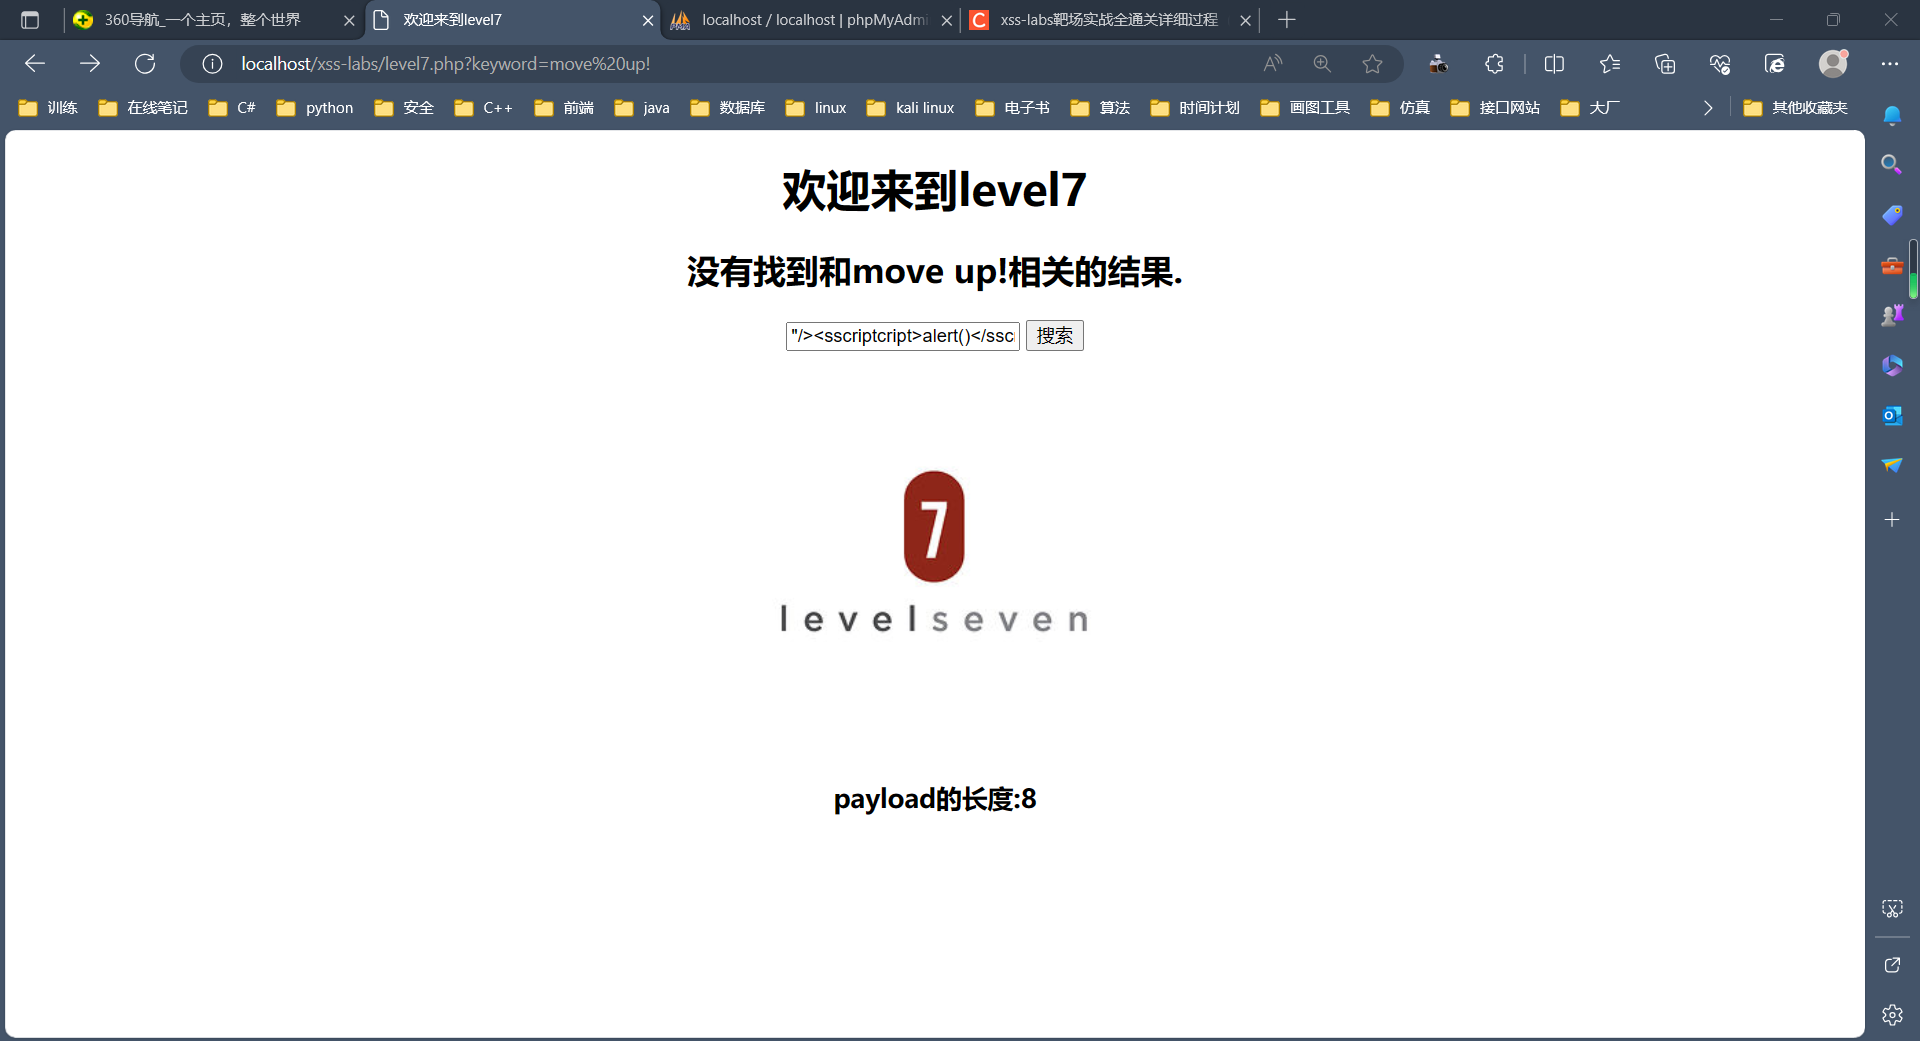 360导航_一个主页，整个世界
欢迎来到level7
localhost / localhost | phpMyAdmi
xss-labs靶场实战全通关详细过程
localhost/xss-labs/level7.php?keyword=move%20up!
训练 在线笔记 C# python 安全 C++ 前端 java 数据库 linux kali linux 电子书 算法 时间计划 画图工具 仿真 接口网站 大厂 其他收藏夹
欢迎来到level7
没有找到和move up!相关的结果.
"/><sscriptcript>alert()</ssc 搜索
7
levelseven
payload的长度:8